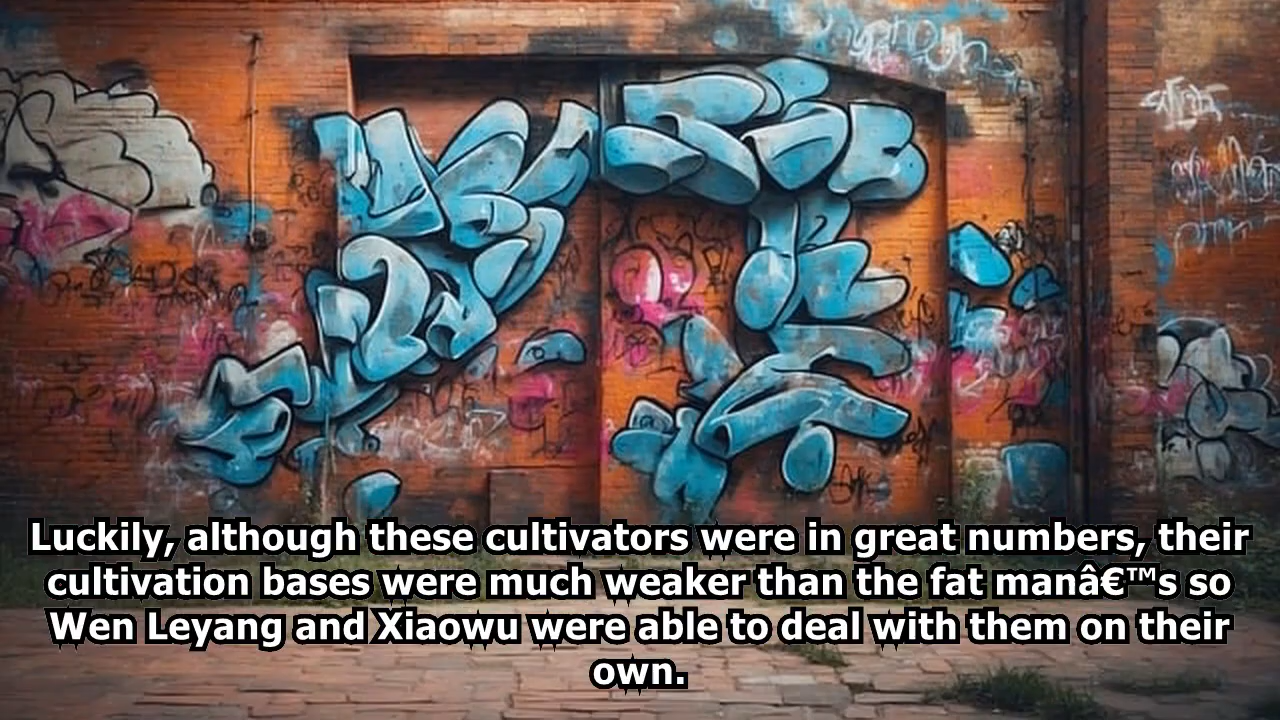 Luckily, although these cultivators were in great numbers, their
cultivation bases were much weaker than the fat manâ€™s so
Wen Leyang and Xiaowu were able to deal with them on their
own.